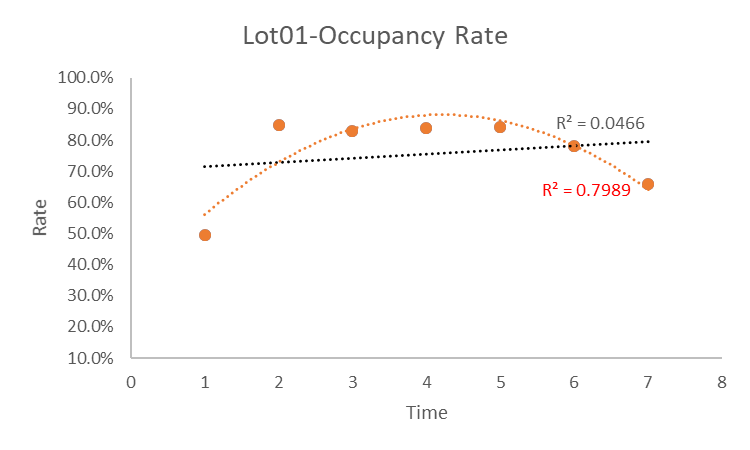 Lot01-Occupancy Rate
100.0%
90.0%
80.0%
70.0%
60.0%
50.0%
40.0%
30.0%
20.0%
10.0%
Rate
R² = 0.0466
R² = 0.7989
0 1 2 3 4 5 6 7 8
Time